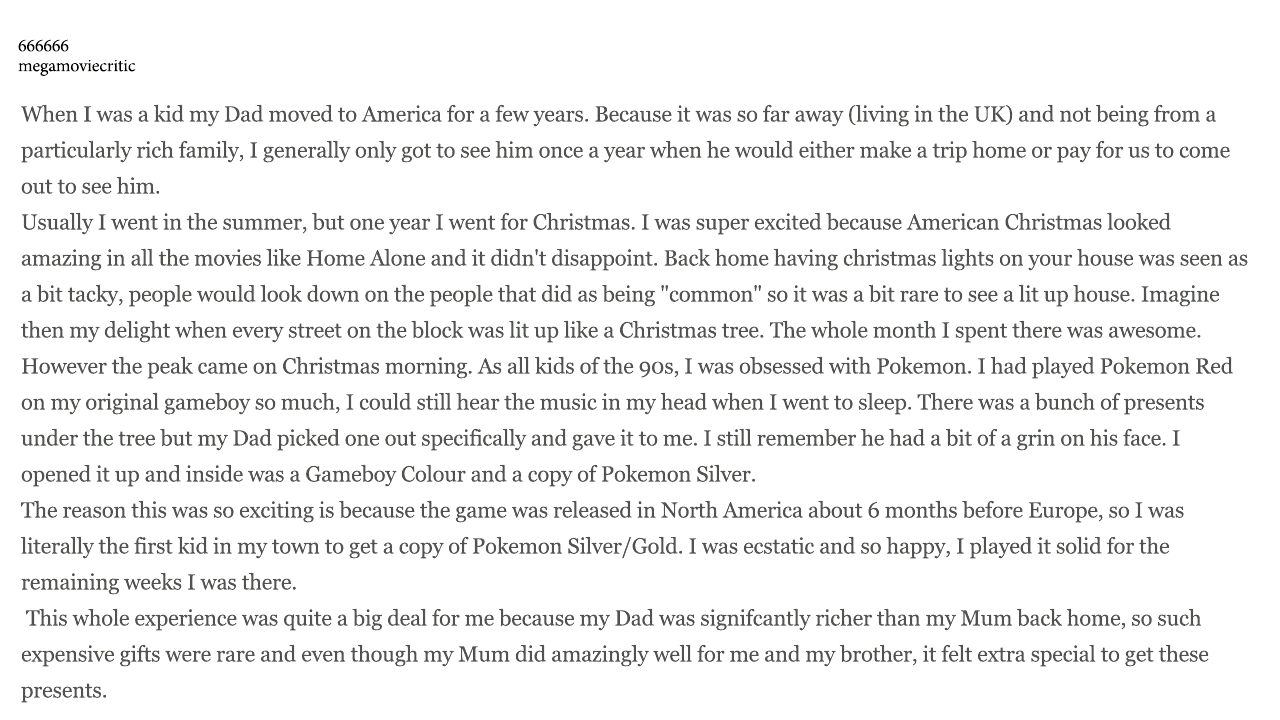 666666
megamoviecritic
When I was a kid my Dad moved to America for a few years. Because it was so far away (living in the UK) and not being from a
particularly rich family, I generally only got to see him once a year when he would either make a trip home or pay for us to come
out to see him.
Usually I went in the summer, but one year I went for Christmas. I was super excited because American Christmas looked
amazing in all the movies like Home Alone and it didn't disappoint. Back home having christmas lights on your house was seen as
a bit tacky, people would look down on the people that did as being "common" so it was a bit rare to see a lit up house. Imagine
then my delight when every street on the block was lit up like a Christmas tree. The whole month I spent there was awesome.
However the peak came on Christmas morning. As all kids of the 90s, I was obsessed with Pokemon. I had played Pokemon Red
on my original gameboy so much, I could still hear the music in my head when I went to sleep. There was a bunch of presents
under the tree but my Dad picked one out specifically and gave it to me. I still remember he had a bit of a grin on his face. I
opened it up and inside was a Gameboy Colour and a copy of Pokemon Silver.
The reason this was so exciting is because the game was released in North America about 6 months before Europe, so I was
literally the first kid in my town to get a copy of Pokemon Silver/Gold. I was ecstatic and so happy, I played it solid for the
remaining weeks I was there.
This whole experience was quite a big deal for me because my Dad was signifcantly richer than my Mum back home, so such
expensive gifts were rare and even though my Mum did amazingly well for me and my brother, it felt extra special to get these
presents.